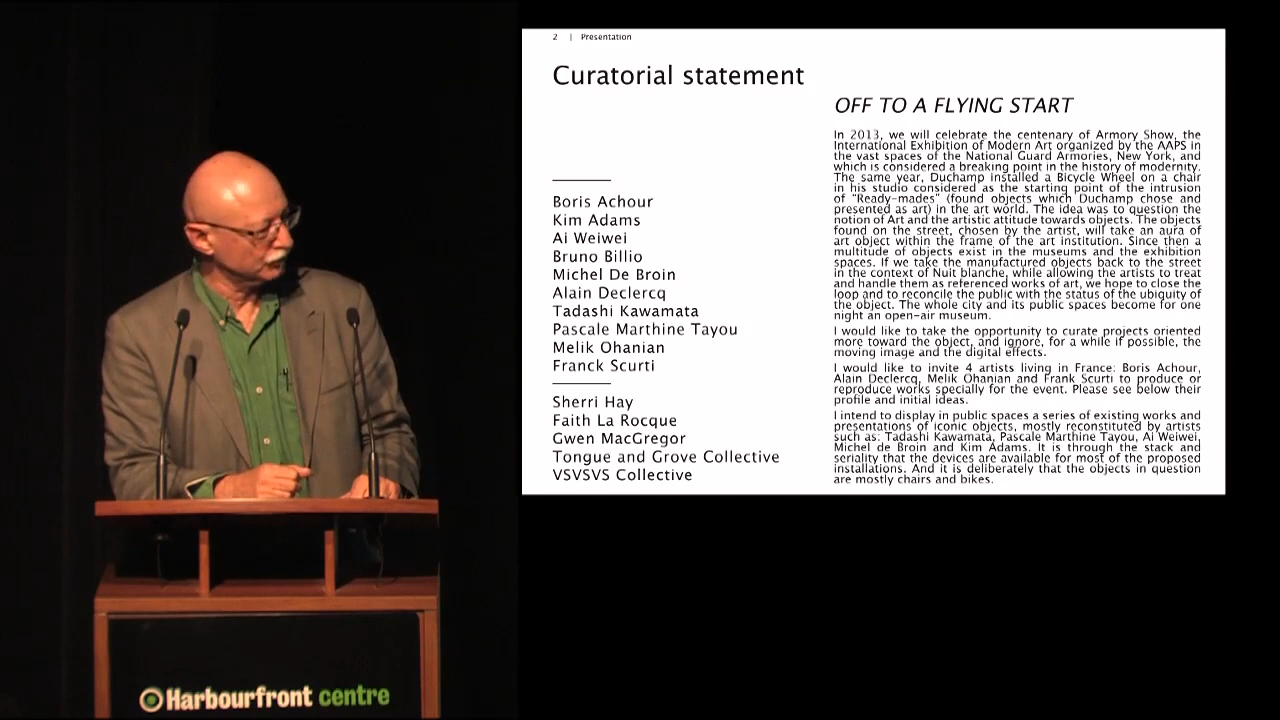 2 | Presentation
Curatorial statement
OFF TO A FLYING START
Boris Achour
Kim Adams
Ai Weiwei
Bruno Billio
Michel De Broin
Alain Declercq
Tadashi Kawamata
Pascale Marthine Tayou
Melik Ohanian
Franck Scurti
Sherri Hay
Faith La Rocque
Gwen MacGregor
Tongue and Grove Collective
VSVSVS Collective
In 2013, we will celebrate the centenary of Armory Show, the
International Exhibition of Modern Art organized by the AAPS in
the vast spaces of the National Guard Armories, New York, and
which is considered a breaking point in the history of modernity.
The same year, Duchamp installed a Bicycle Wheel on a chair
in his studio considered as the starting point of the intrusion
of "Ready-mades" (found objects which Duchamp chose and
presented as art) in the art world. The idea was to question the
notion of Art and the artistic attitude towards objects. The objects
found on the street, chosen by the artist, will take an aura of
art object within the frame of the art institution. Since then a
multitude of objects exist in the museums and the exhibition
spaces. If we take the manufactured objects back to the street
in the context of Nuit blanche, while allowing the artists to treat
and handle them as referenced works of art, we hope to close the
loop and to reconcile the public with the status of the ubiquity of
the object. The whole city and its public spaces become for one
night an open-air museum.
I would like to take the opportunity to curate projects oriented
more toward the object, and ignore, for a while if possible, the
moving image and the digital effects.
I would like to invite 4 artists living in France: Boris Achour,
Alain Declercq, Melik Ohanian and Frank Scurti to produce or
reproduce works specially for the event. Please see below their
profile and initial ideas.
I intend to display in public spaces a series of existing works and
presentations of iconic objects, mostly reconstituted by artists
such as: Tadashi Kawamata, Pascale Marthine Tayou, Ai Weiwei,
Michel de Broin and Kim Adams. It is through the stack and
seriality that the devices are available for most of the proposed
installations. And it is deliberately that the objects in question
are mostly chairs and bikes.
Harbourfront centre